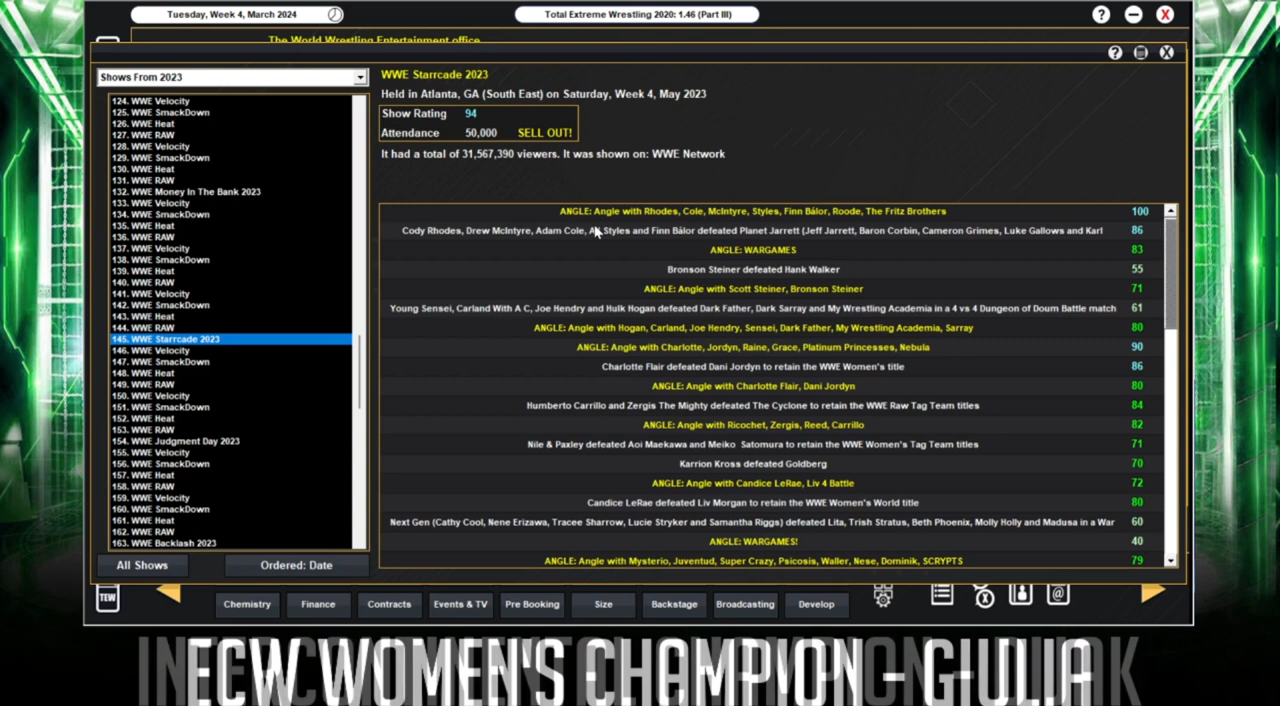 Tuesday, Week 4, March 2024
Total Extreme Wrestling 2020: 1.46 (Part III)
?
X
The World Wrestling Entertainment office
?
X
Shows From 2023
124. WWE Velocity
125. WWE SmackDown
126. WWE Heat
127. WWE RAW
128. WWE Velocity
129. WWE SmackDown
130. WWE Heat
131. WWE RAW
132. WWE Money In The Bank 2023
133. WWE Velocity
134. WWE SmackDown
135. WWE Heat
136. WWE RAW
137. WWE Velocity
138. WWE SmackDown
139. WWE Heat
140. WWE RAW
141. WWE Velocity
142. WWE SmackDown
143. WWE Heat
144. WWE RAW
145. WWE Starrcade 2023
146. WWE Velocity
147. WWE SmackDown
148. WWE Heat
149. WWE RAW
150. WWE Velocity
151. WWE SmackDown
152. WWE Heat
153. WWE RAW
154. WWE Judgment Day 2023
155. WWE Velocity
156. WWE SmackDown
157. WWE Heat
158. WWE RAW
159. WWE Velocity
160. WWE SmackDown
161. WWE Heat
162. WWE RAW
163. WWE Backlash 2023
All Shows
Ordered: Date
WWE Starrcade 2023
Held in Atlanta, GA (South East) on Saturday, Week 4, May 2023
Show Rating 94
Attendance 50,000 SELL OUT!
It had a total of 31,567,390 viewers. It was shown on: WWE Network
ANGLE: Angle with Rhodes, Cole, McIntyre, Styles, Finn Bálor, Roode, The Fritz Brothers 100
Cody Rhodes, Drew McIntyre, Adam Cole, Styles and Finn Bálor defeated Planet Jarrett (Jeff Jarrett, Baron Corbin, Cameron Grimes, Luke Gallows and Karl 86
ANGLE: WARGAMES 83
Bronson Steiner defeated Hank Walker 55
ANGLE: Angle with Scott Steiner, Bronson Steiner 71
Young Sensei, Carland With A C, Joe Hendry and Hulk Hogan defeated Dark Father, Dark Sarray and My Wrestling Academia in a 4 vs 4 Dungeon of Doum Battle match 61
ANGLE: Angle with Hogan, Carland, Joe Hendry, Sensei, Dark Father, My Wrestling Academia, Sarray 80
ANGLE: Angle with Charlotte, Jordyn, Raine, Grace, Platinum Princesses, Nebula 90
Charlotte Flair defeated Dani Jordyn to retain the WWE Women's title 86
ANGLE: Angle with Charlotte Flair, Dani Jordyn 80
Humberto Carrillo and Zergis The Mighty defeated The Cyclone to retain the WWE Raw Tag Team titles 84
ANGLE: Angle with Ricochet, Zergis, Reed, Carrillo 82
Nile & Paxley defeated Aoi Maekawa and Meiko Satomura to retain the WWE Women's Tag Team titles 71
Karrion Kross defeated Goldberg 70
ANGLE: Angle with Candice LeRae, Liv 4 Battle 72
Candice LeRae defeated Liv Morgan to retain the WWE Women's World title 80
Next Gen (Cathy Cool, Nene Erizawa, Tracee Sharrow, Lucie Stryker and Samantha Riggs) defeated Lita, Trish Stratus, Beth Phoenix, Molly Holly and Madusa in a War 60
ANGLE: WARGAMES! 40
ANGLE: Angle with Mysterio, Juventud, Super Crazy, Psicosis, Waller, Nese, Dominik, $CRYPT$ 79
TEW
Chemistry
Finance
Contracts
Events & TV
Pre Booking
Size
Backstage
Broadcasting
Develop
ECW WOMEN'S CHAMPION - GIULIA